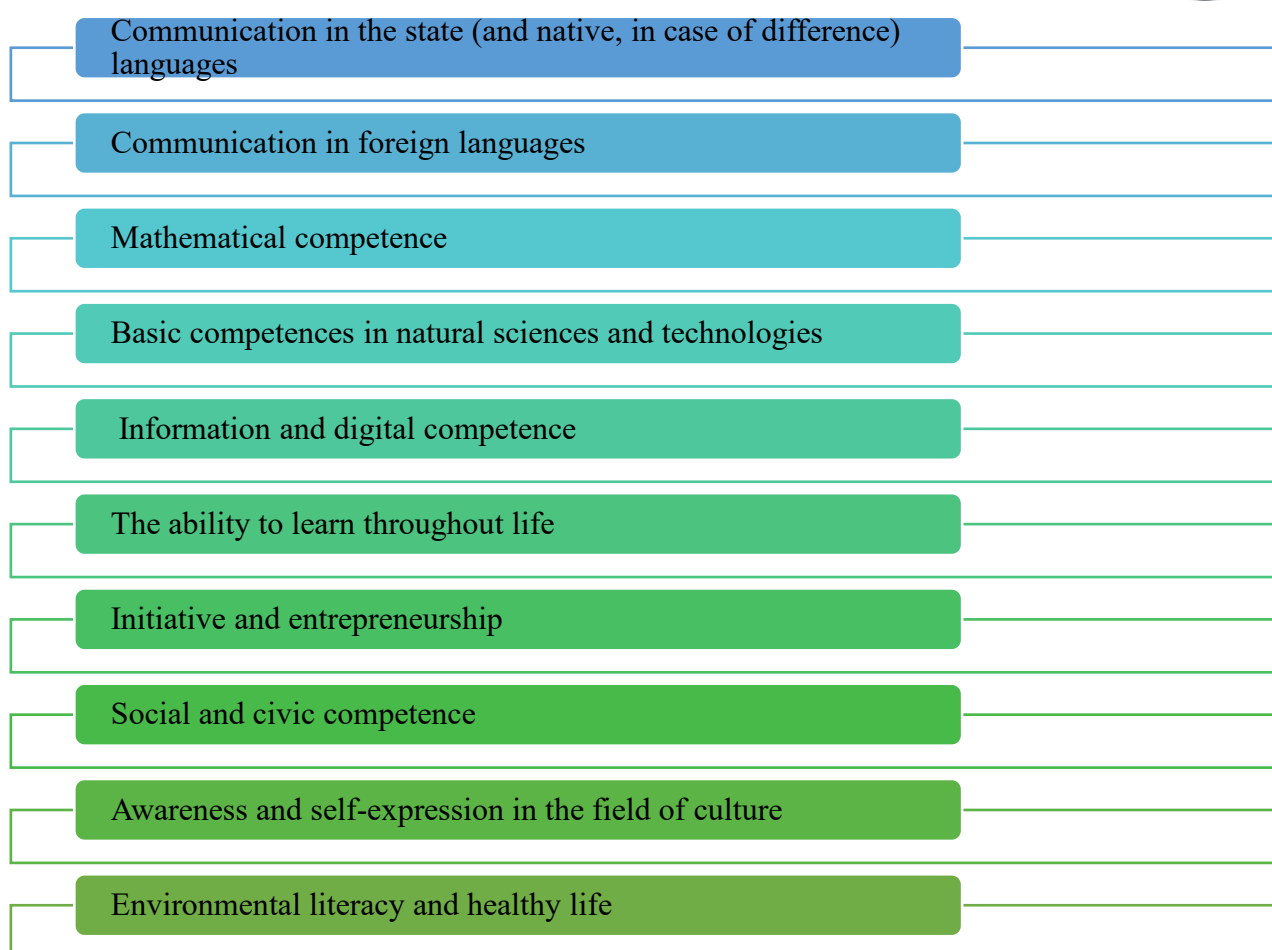 Communication in the state (and native, in case of difference)
languages
Communication in foreign languages
Mathematical competence
Basic competences in natural sciences and technologies
Information and digital competence
The ability to learn throughout life
Initiative and entrepreneurship
Social and civic competence
Awareness and self-expression in the field of culture
Environmental literacy and healthy life